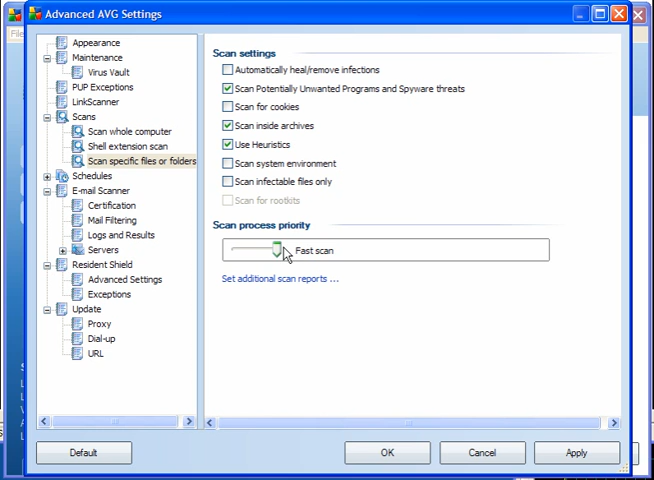 Advanced AVG Settings
File
Appearance
Maintenance
Virus Vault
PUP Exceptions
LinkScanner
Scans
Scan whole computer
Shell extension scan
Scan specific files or folders
Schedules
E-mail Scanner
Certification
Mail Filtering
Logs and Results
Servers
Resident Shield
Advanced Settings
Exceptions
Update
Proxy
Dial-up
URL
Scan settings
Automatically heal/remove infections
Scan Potentially Unwanted Programs and Spyware threats
Scan for cookies
Scan inside archives
Use Heuristics
Scan system environment
Scan infectable files only
Scan for rootkits
Scan process priority
Fast scan
Set additional scan reports ...
Default
OK
Cancel
Apply